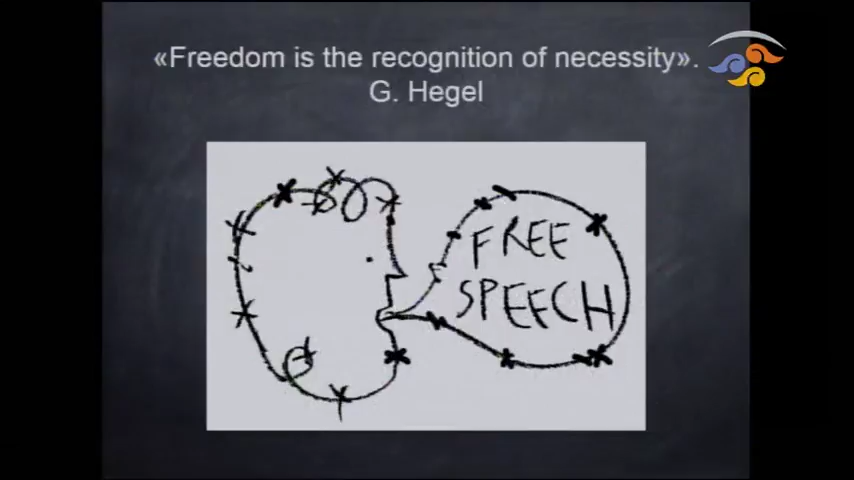 «Freedom is the recognition of necessity».
G. Hegel
FREE
SPEECH